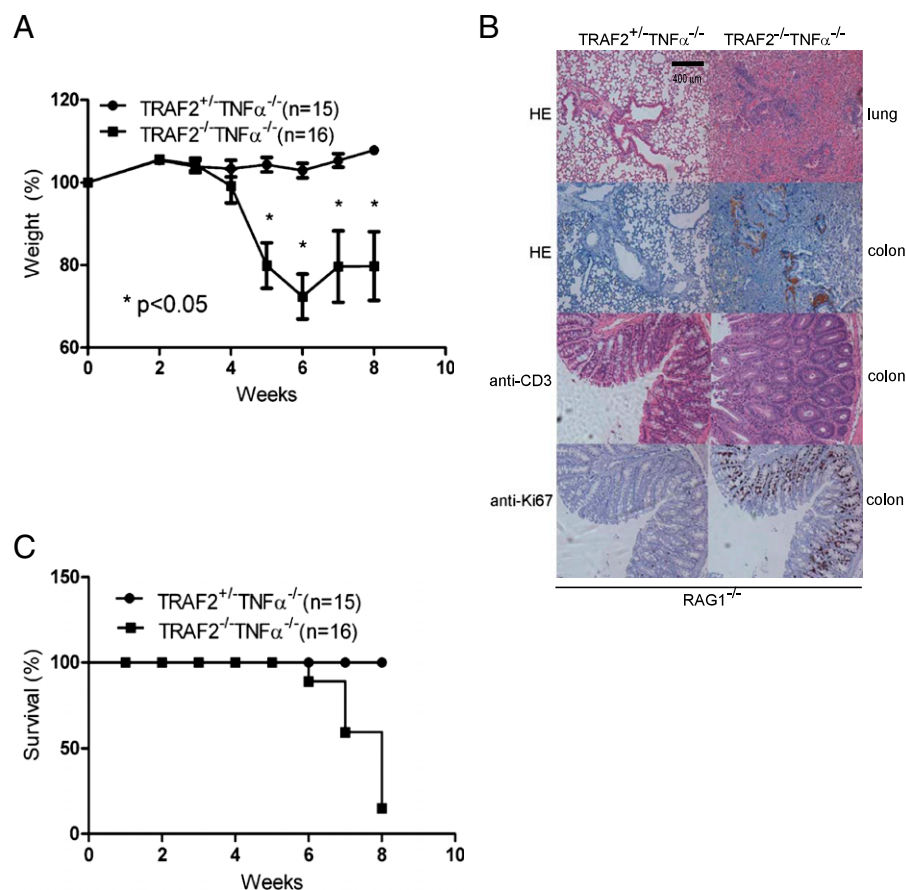 A
120
100
80
60
Weight (%)
TRAF2+/-TNFα-/-(n=15)
TRAF2-/-TNFα-/-(n=16)
* * * *
* p<0.05
0 2 4 6 8 10
Weeks
B
TRAF2+/-TNFα-/- TRAF2-/-TNFα-/-
400 µm
HE lung
HE colon
anti-CD3 colon
anti-Ki67 colon
RAG1-/-
C
150
100
50
0
Survival (%)
TRAF2+/-TNFα-/-(n=15)
TRAF2-/-TNFα-/-(n=16)
0 2 4 6 8 10
Weeks